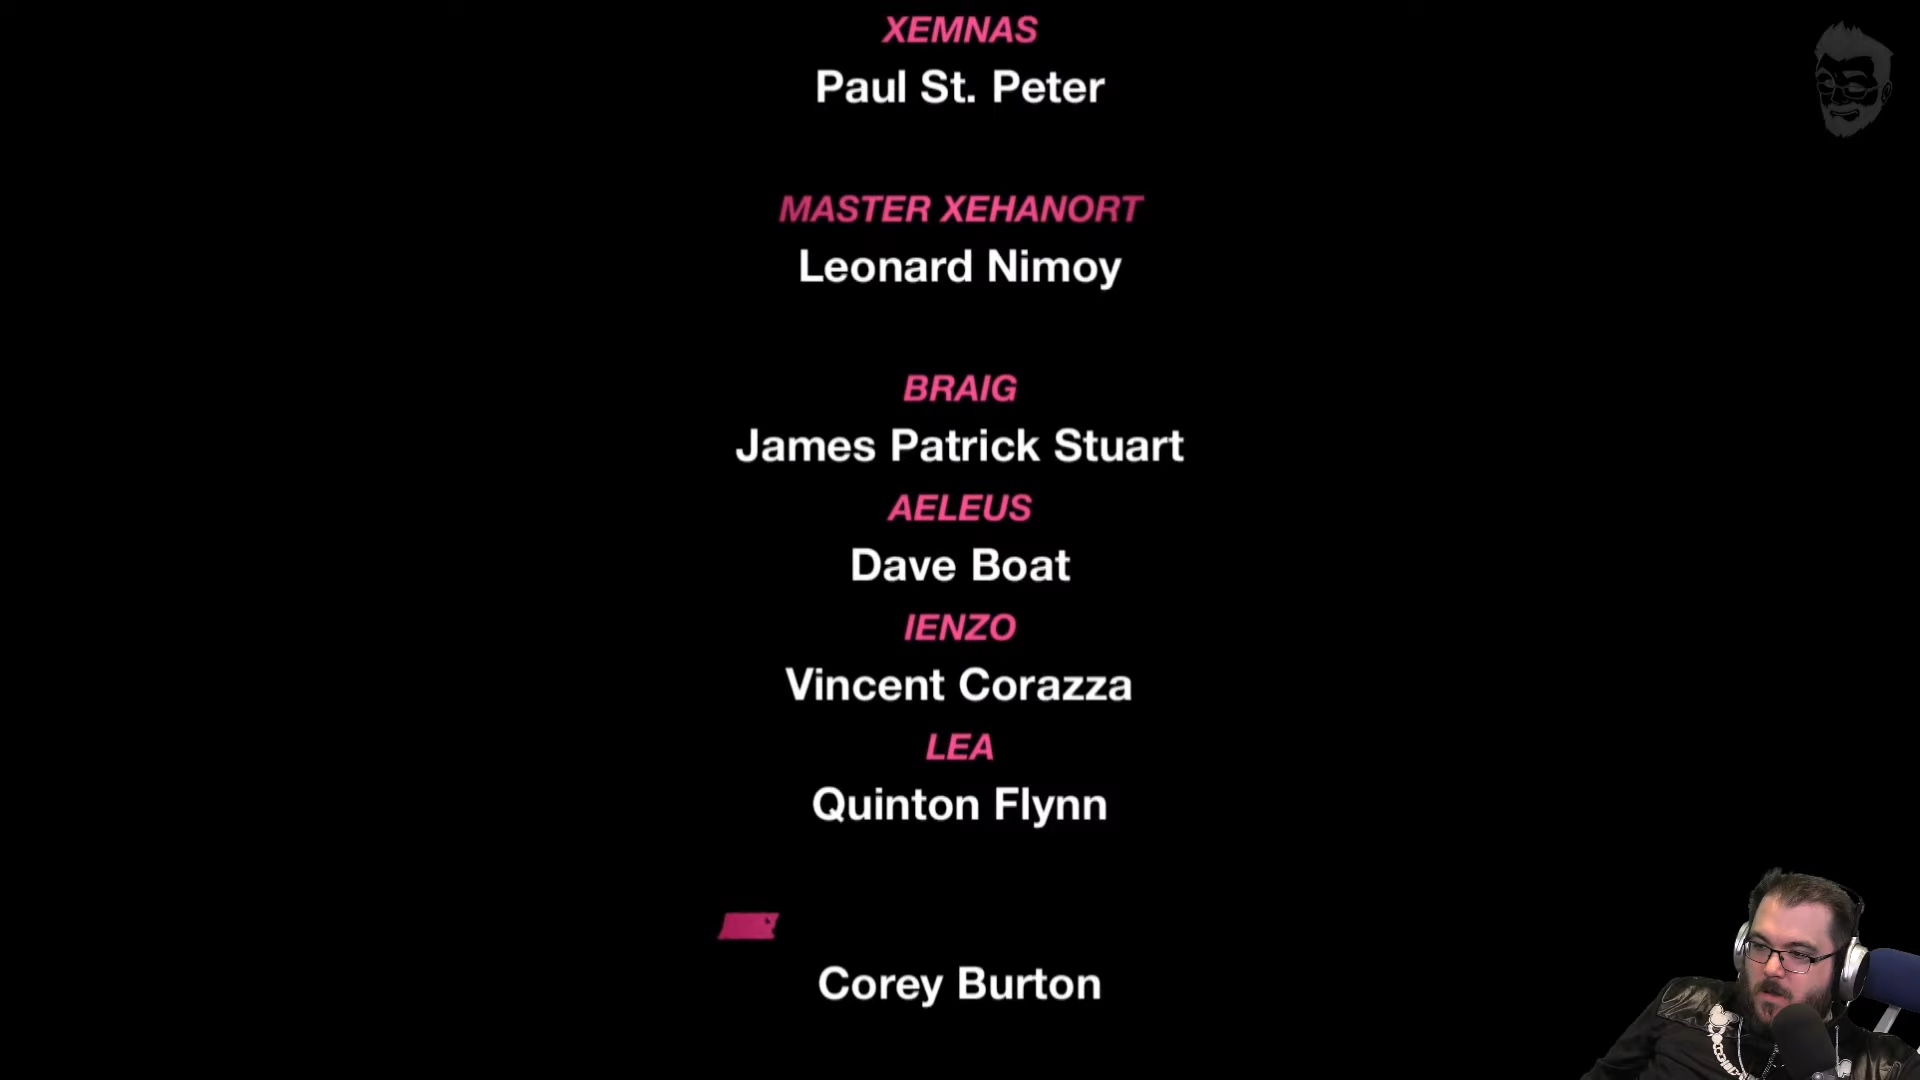 XEMNAS
Paul St. Peter
MASTER XEHANORT
Leonard Nimoy
BRAIG
James Patrick Stuart
AELEUS
Dave Boat
IENZO
Vincent Corazza
LEA
Quinton Flynn
Corey Burton